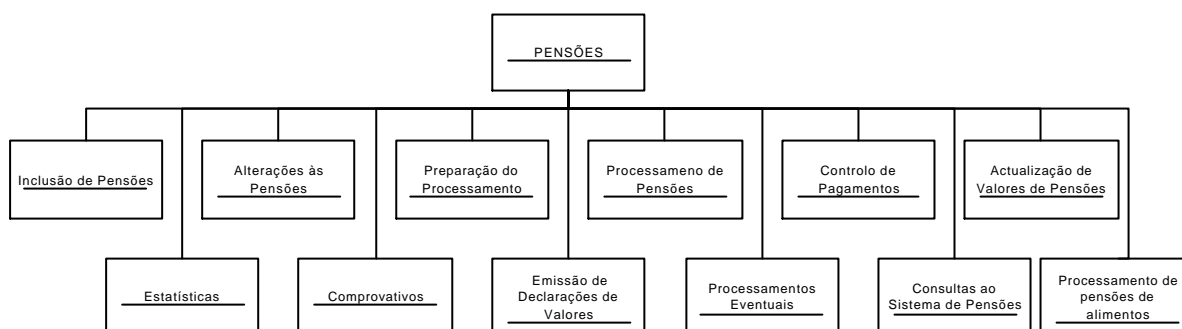 PENSÕES
Inclusão de Pensões
Alterações às
Pensões
Preparação do
Processamento
Processameno de
Pensões
Controlo de
Pagamentos
Actualização de
Valores de Pensões
Estatísticas
Comprovativos
Emissão de
Declarações de
Valores
Processamentos
Eventuais
Consultas ao
Sistema de Pensões
Processamento de
pensões de
alimentos